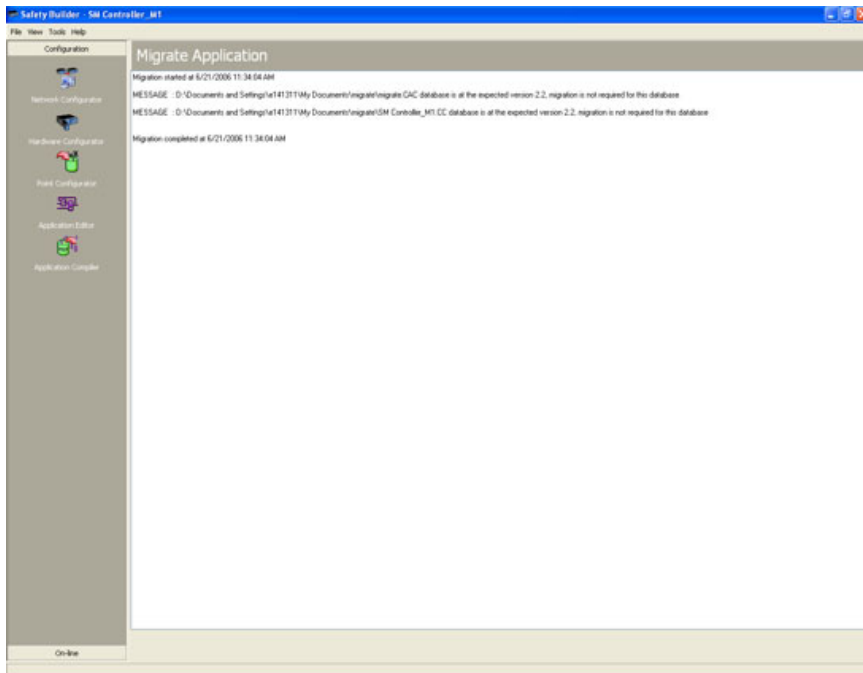 Safety Builder - SM Controller_M1
File View Tools Help
Configuration
Network Configurator
Hardware Configurator
Point Configurator
Application Editor
Application Compiler
On-line
Migrate Application
Migration started at 6/21/2006 11:34:04 AM
MESSAGE : D:\Documents and Settings\e141311\My Documents\migrate\migrate.CAC database is at the expected version 2.2, migration is not required for this database
MESSAGE : D:\Documents and Settings\e141311\My Documents\migrate\SM Controller_M1.CC database is at the expected version 2.2, migration is not required for this database
Migration completed at 6/21/2006 11:34:04 AM